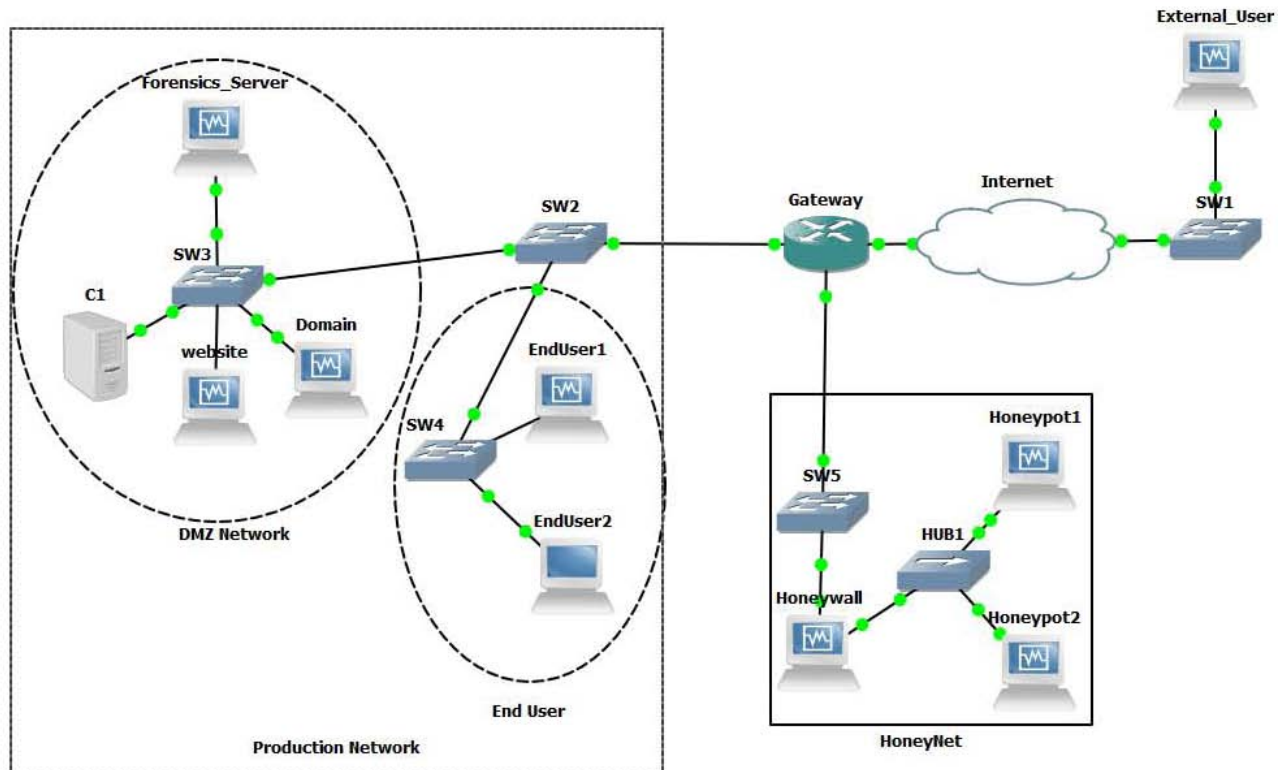 External_User
Forensics_Server
Internet
SW2
Gateway
SW1
SW3
C1
Domain
website
EndUser1
Honeypot1
SW4
SW5
EndUser2
HUB1
DMZ Network
Honeywall
Honeypot2
End User
Production Network
HoneyNet